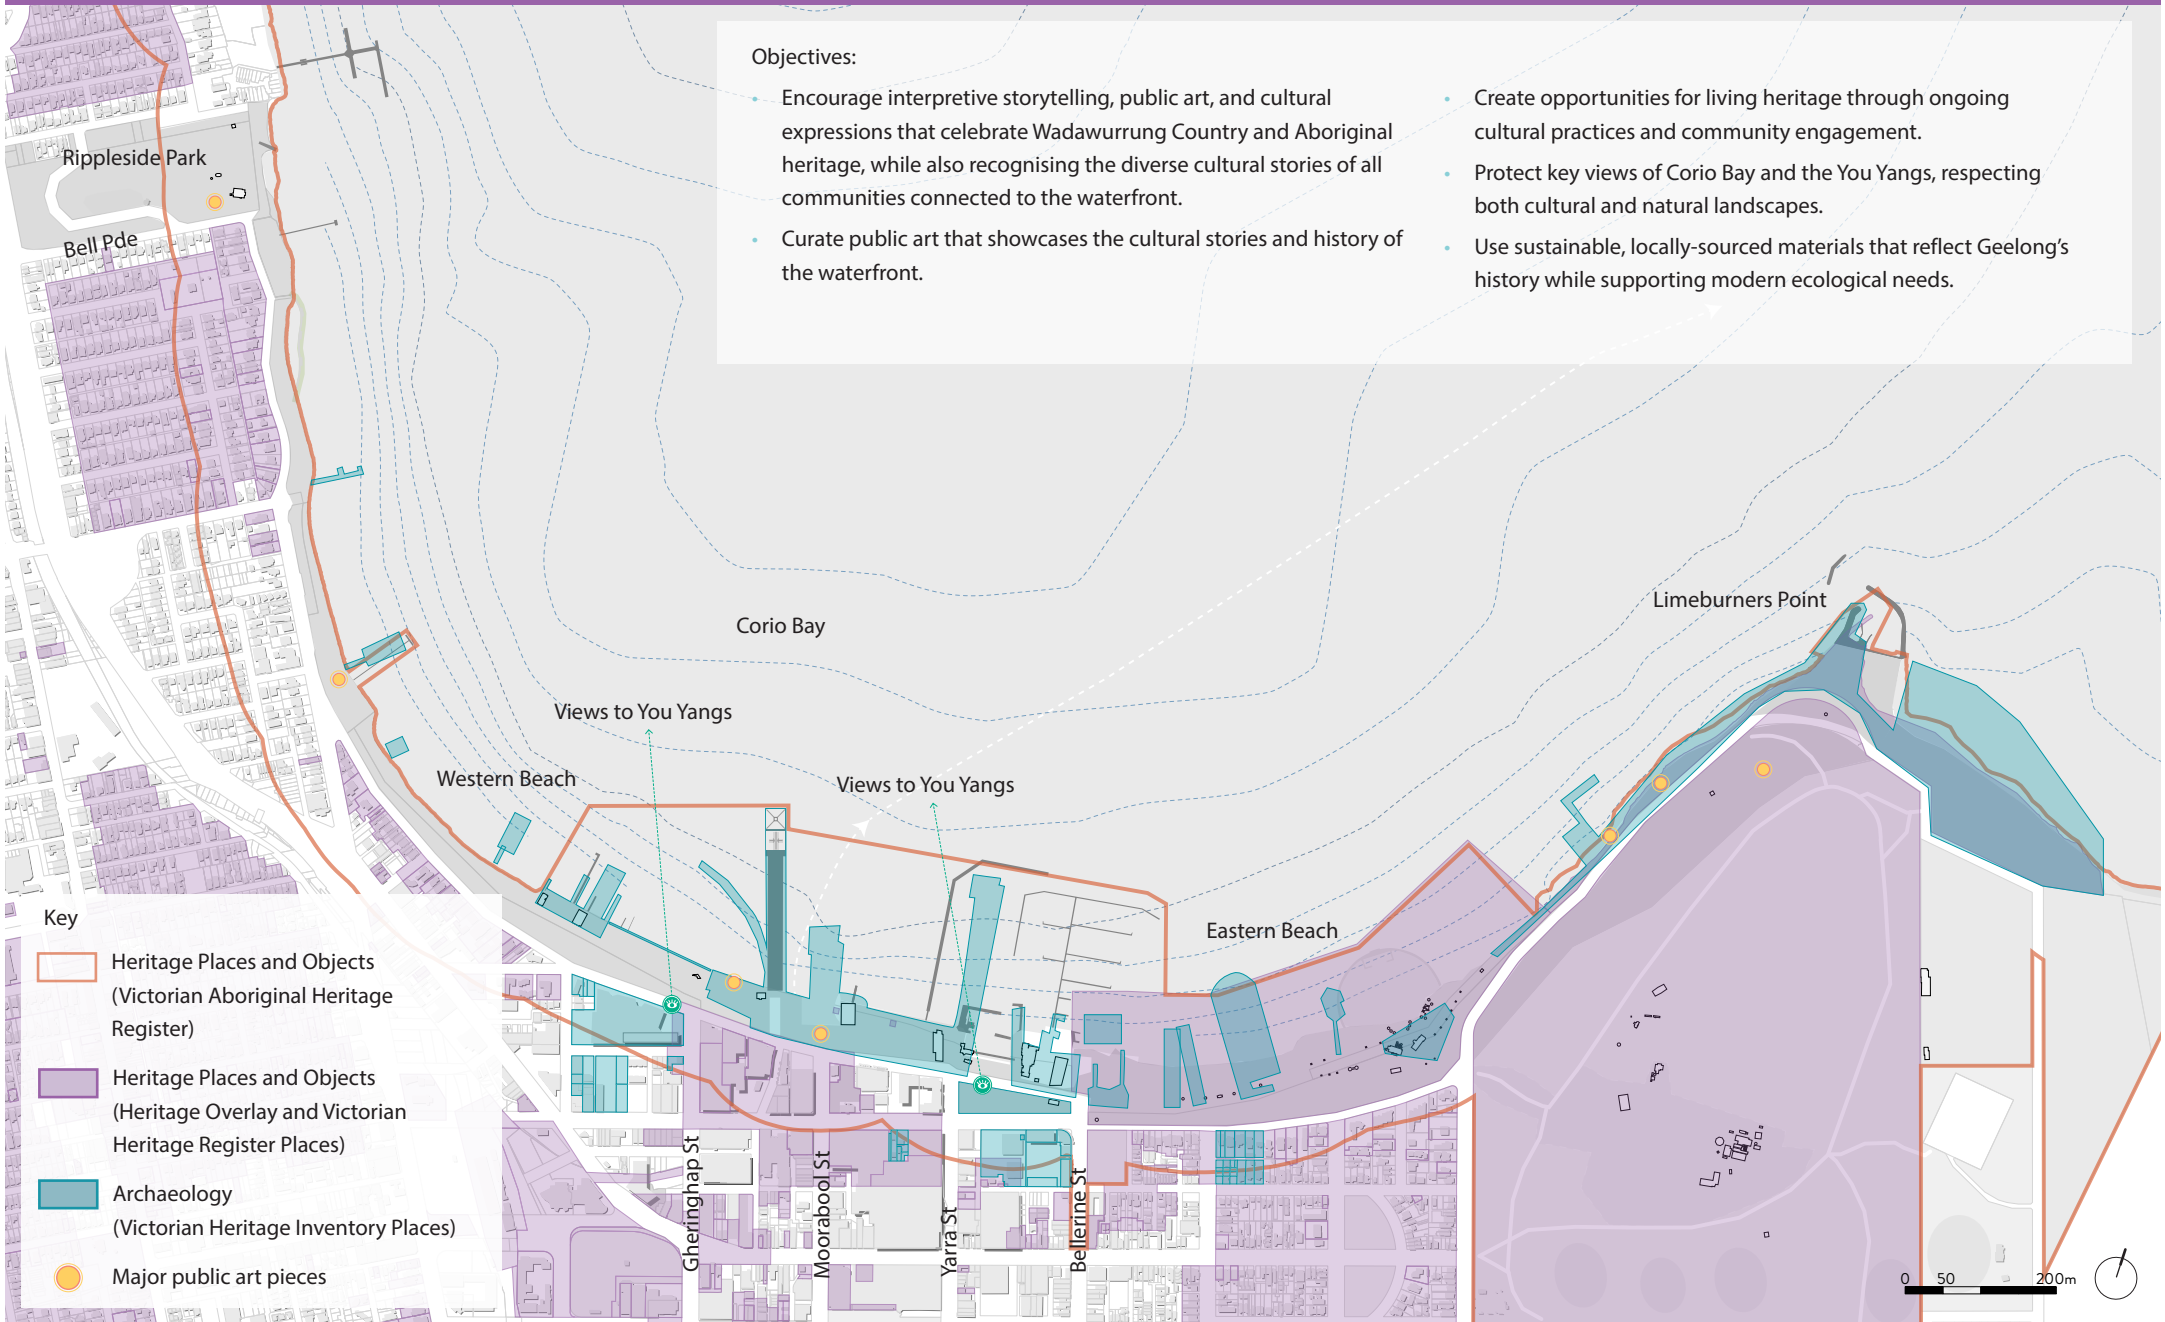 Objectives:
• Encourage interpretive storytelling, public art, and cultural
expressions that celebrate Wadawurrung Country and Aboriginal
heritage, while also recognising the diverse cultural stories of all
communities connected to the waterfront.
• Curate public art that showcases the cultural stories and history of
the waterfront.
• Create opportunities for living heritage through ongoing
cultural practices and community engagement.
• Protect key views of Corio Bay and the You Yangs, respecting
both cultural and natural landscapes.
• Use sustainable, locally-sourced materials that reflect Geelong’s
history while supporting modern ecological needs.
Rippleside Park
Bell Pde
Limeburners Point
Corio Bay
Views to You Yangs
Western Beach
Views to You Yangs
Eastern Beach
Gheringhap St
Moorabool St
Yarra St
Bellerine St
Key
Heritage Places and Objects
(Victorian Aboriginal Heritage
Register)
Heritage Places and Objects
(Heritage Overlay and Victorian
Heritage Register Places)
Archaeology
(Victorian Heritage Inventory Places)
Major public art pieces
0 50 200m